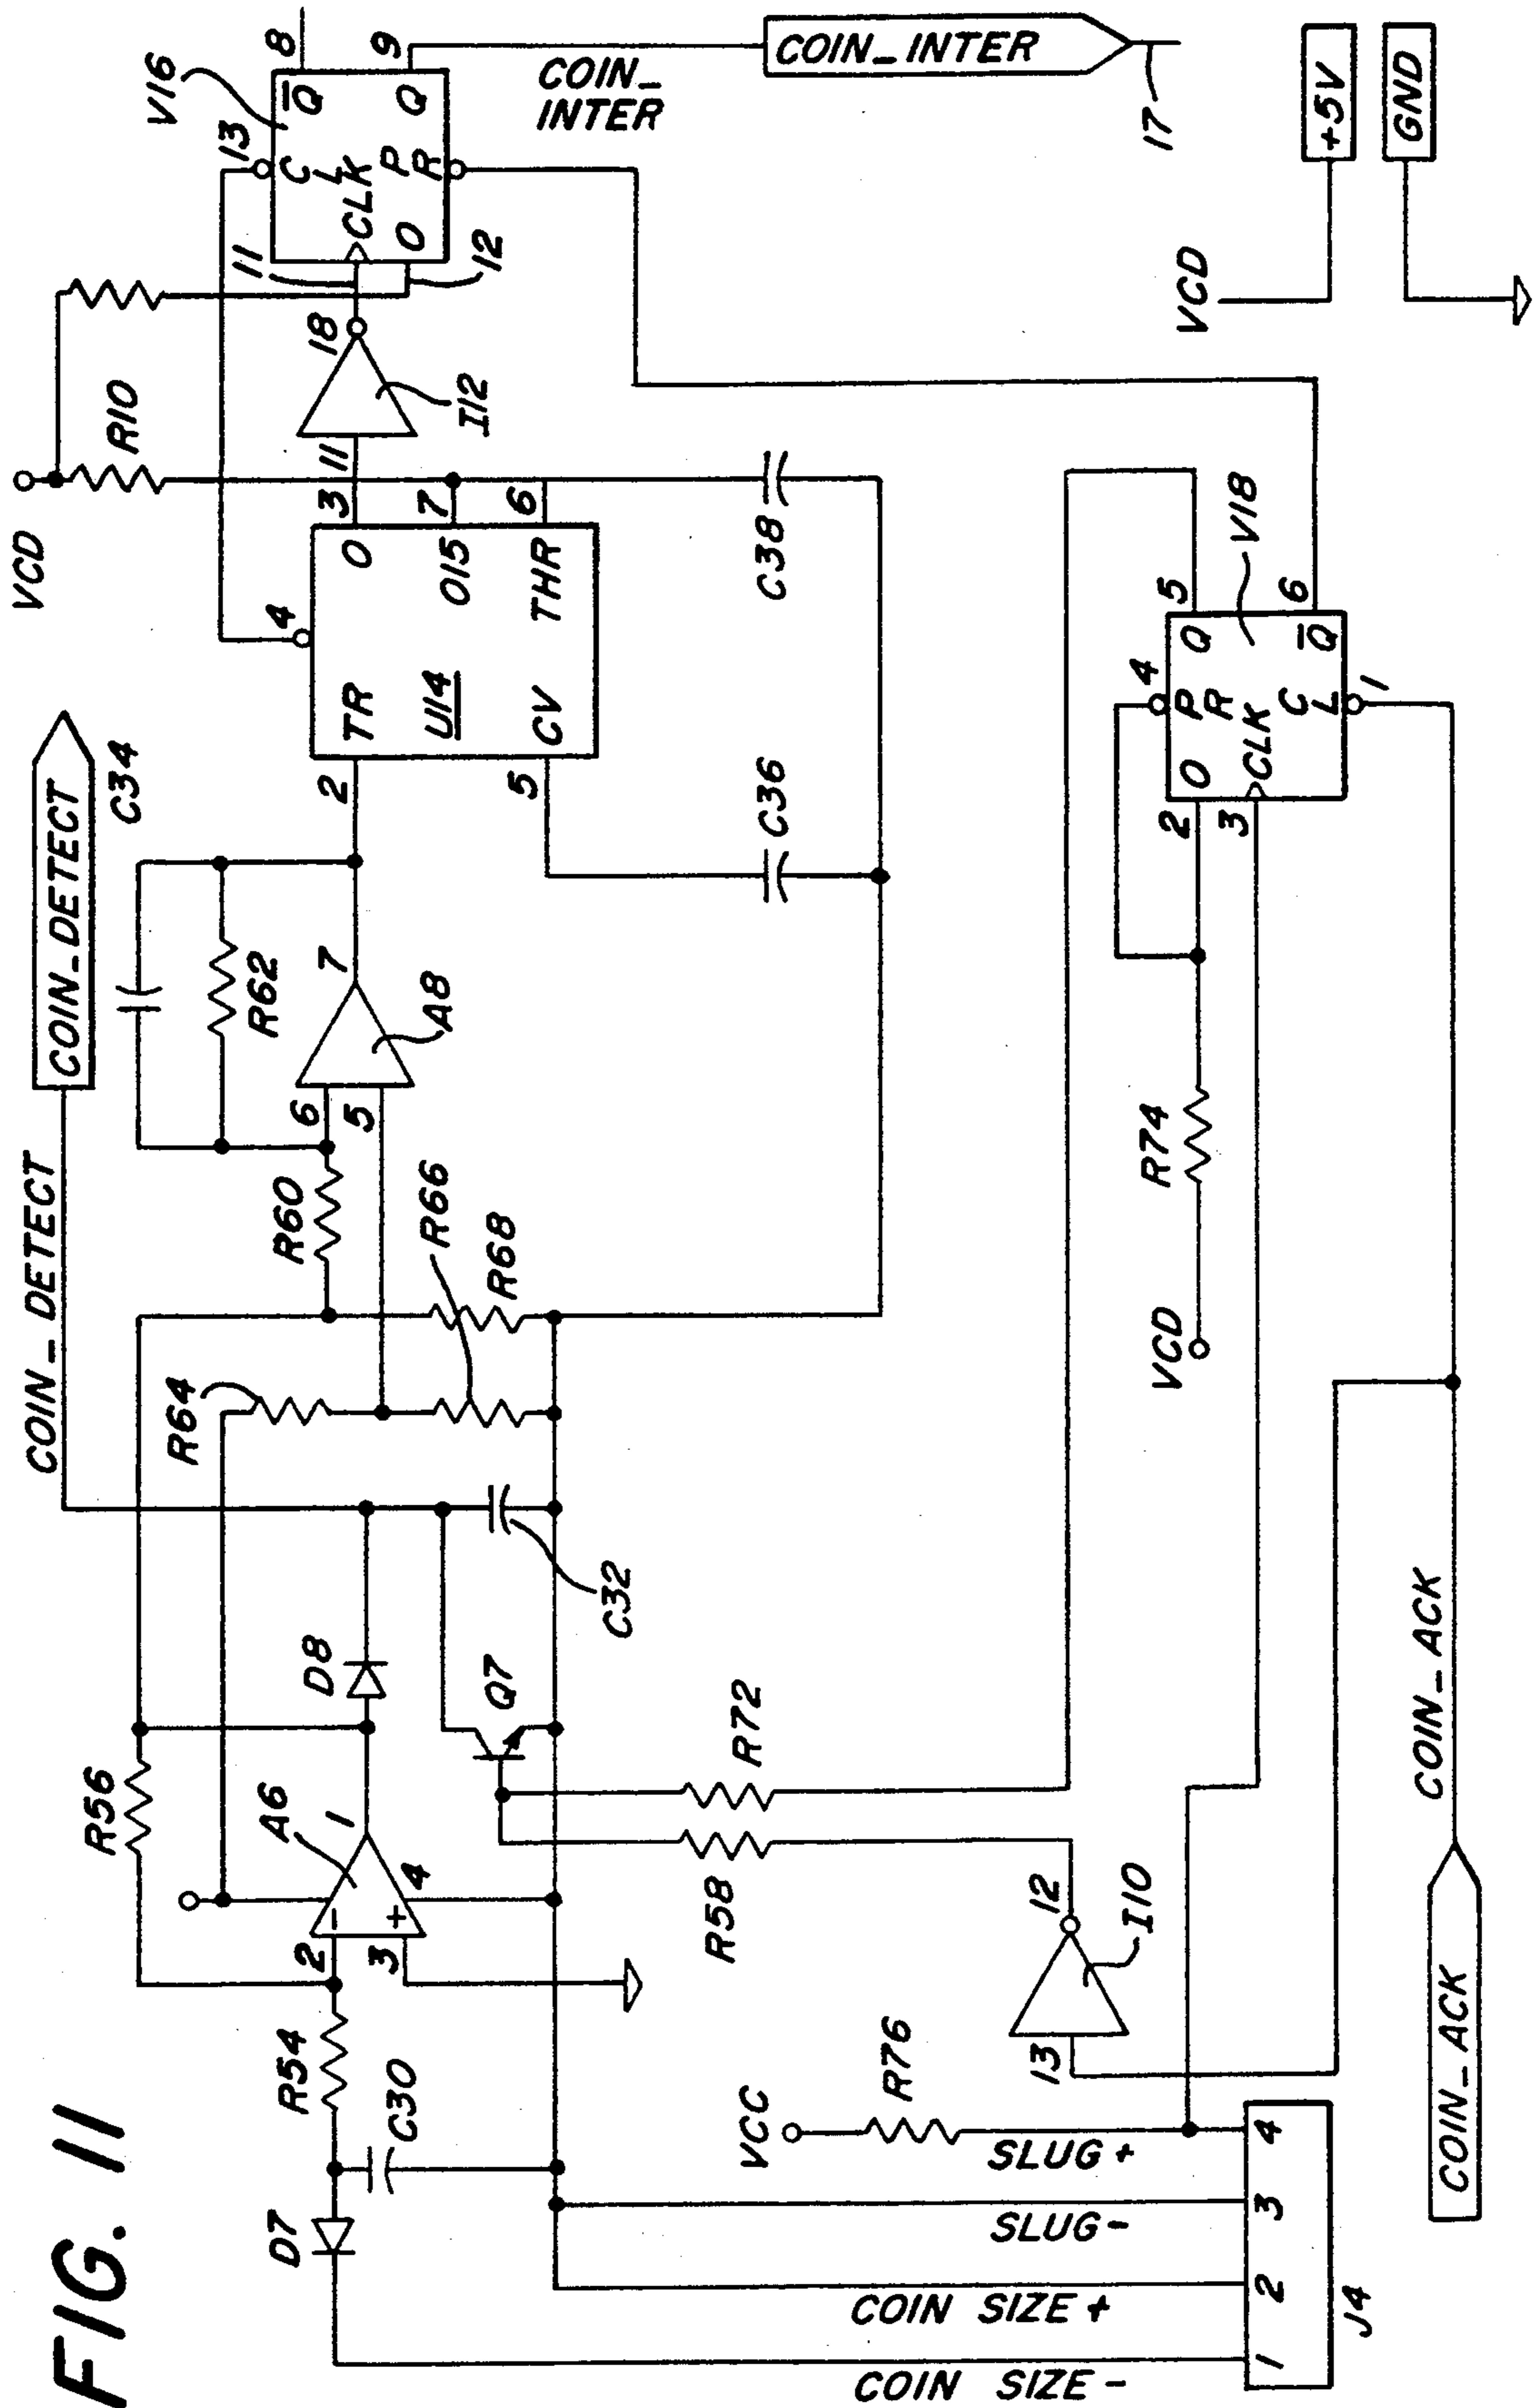 FIG. 11
COIN_DETECT
COIN_DETECT
VCD
R10
V16
13
C
L
K
Q
8
9
Q
P
R
CLK
O
11
12
18
I12
11
3
COIN_
INTER
COIN_INTER
17
C34
4
O
7
O15
6
THR
TR
U14
CV
2
5
R62
7
A8
6
5
R60
R66
R68
R64
C36
C38
R56
A6
1
2
-
3
+
4
D8
Q7
C32
R54
C30
D7
R72
R58
12
I10
13
VCC
R76
SLUG+
SLUG-
COIN SIZE+
COIN SIZE-
1
2
3
4
J4
VCD
R74
2
3
4
O
P
R
Q
5
CLK
C
L
Q
6
1
V18
COIN_ACK
COIN_ACK
VCD
+5V
GND